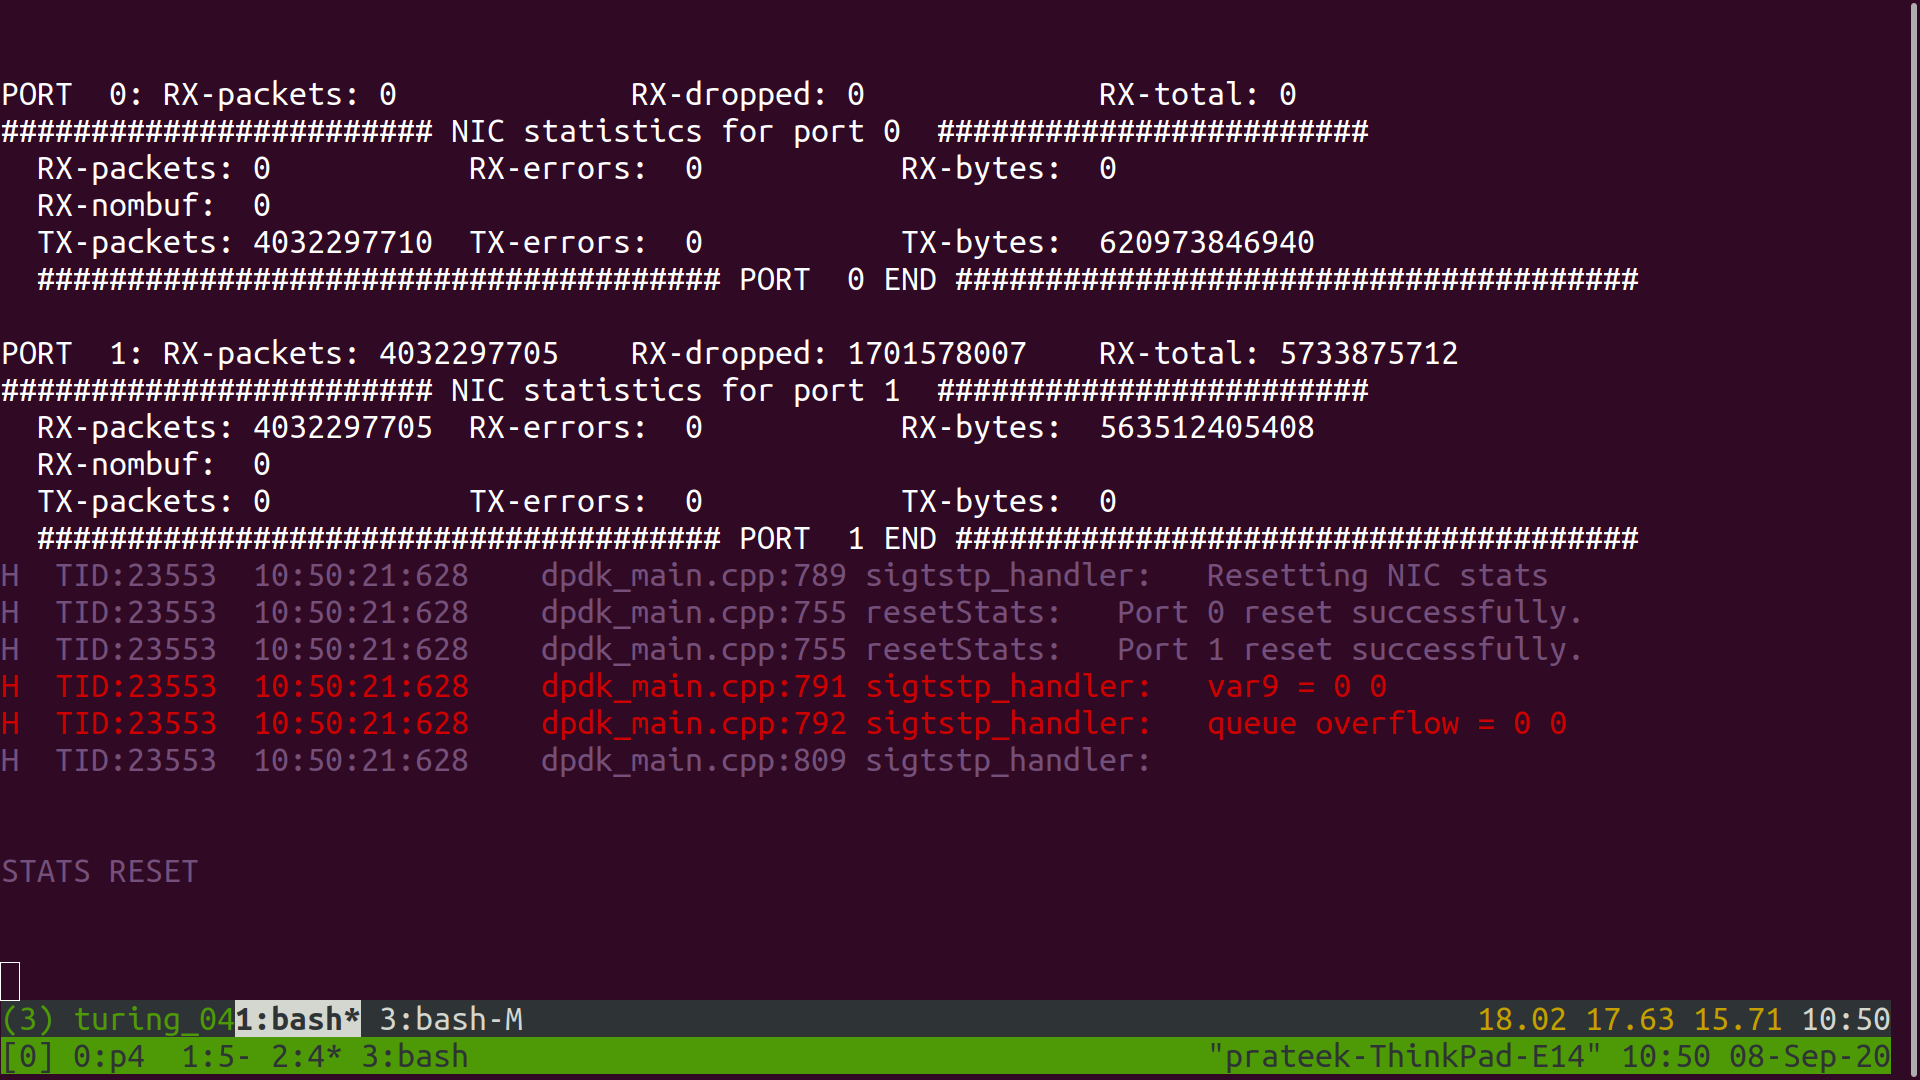 PORT  0: RX-packets: 0             RX-dropped: 0             RX-total: 0
######################## NIC statistics for port 0  ########################
  RX-packets: 0           RX-errors:  0           RX-bytes:  0
  RX-nombuf:  0
  TX-packets: 4032297710  TX-errors:  0           TX-bytes:  620973846940
  ###################################### PORT  0 END ######################################
PORT  1: RX-packets: 4032297705    RX-dropped: 1701578007    RX-total: 5733875712
######################## NIC statistics for port 1  ########################
  RX-packets: 4032297705  RX-errors:  0           RX-bytes:  563512405408
  RX-nombuf:  0
  TX-packets: 0           TX-errors:  0           TX-bytes:  0
  ###################################### PORT  1 END ######################################
H  TID:23553  10:50:21:628    dpdk_main.cpp:789 sigtstp_handler:   Resetting NIC stats
H  TID:23553  10:50:21:628    dpdk_main.cpp:755 resetStats:   Port 0 reset successfully.
H  TID:23553  10:50:21:628    dpdk_main.cpp:755 resetStats:   Port 1 reset successfully.
H  TID:23553  10:50:21:628    dpdk_main.cpp:791 sigtstp_handler:   var9 = 0 0
H  TID:23553  10:50:21:628    dpdk_main.cpp:792 sigtstp_handler:   queue overflow = 0 0
H  TID:23553  10:50:21:628    dpdk_main.cpp:809 sigtstp_handler:
STATS RESET
(3) turing_041:bash* 3:bash-M 18.02 17.63 15.71 10:50
[0] 0:p4  1:5- 2:4* 3:bash "prateek-ThinkPad-E14" 10:50 08-Sep-20